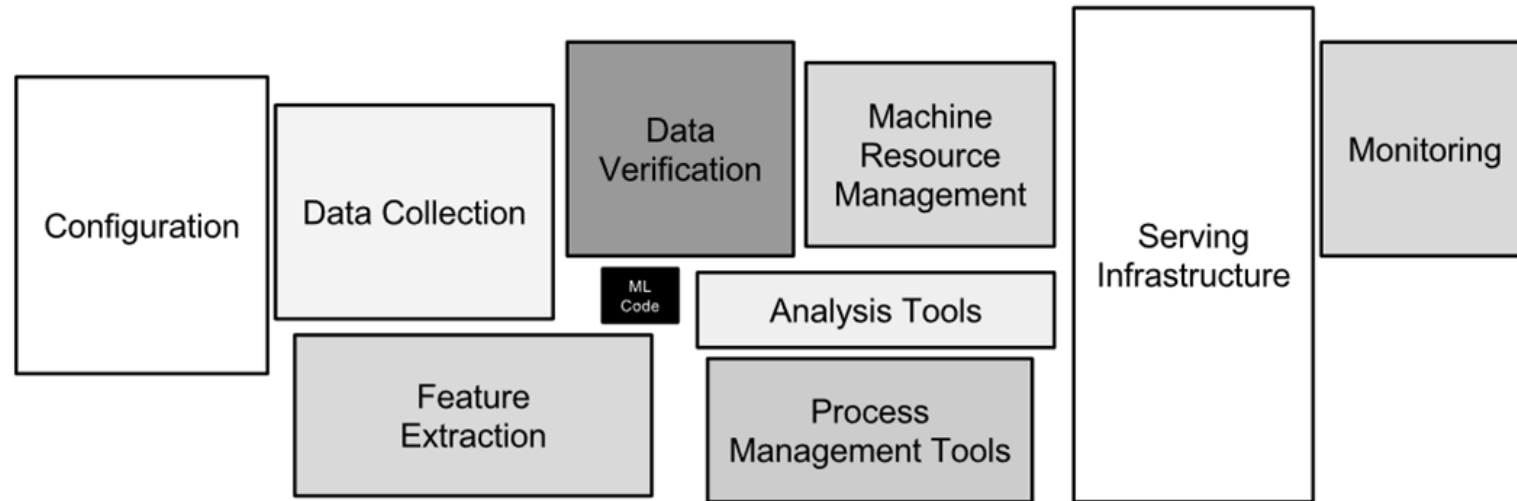 Configuration
Data Collection
Data
Verification
Machine
Resource
Management
Monitoring
Serving
Infrastructure
ML
Code
Analysis Tools
Feature
Extraction
Process
Management Tools